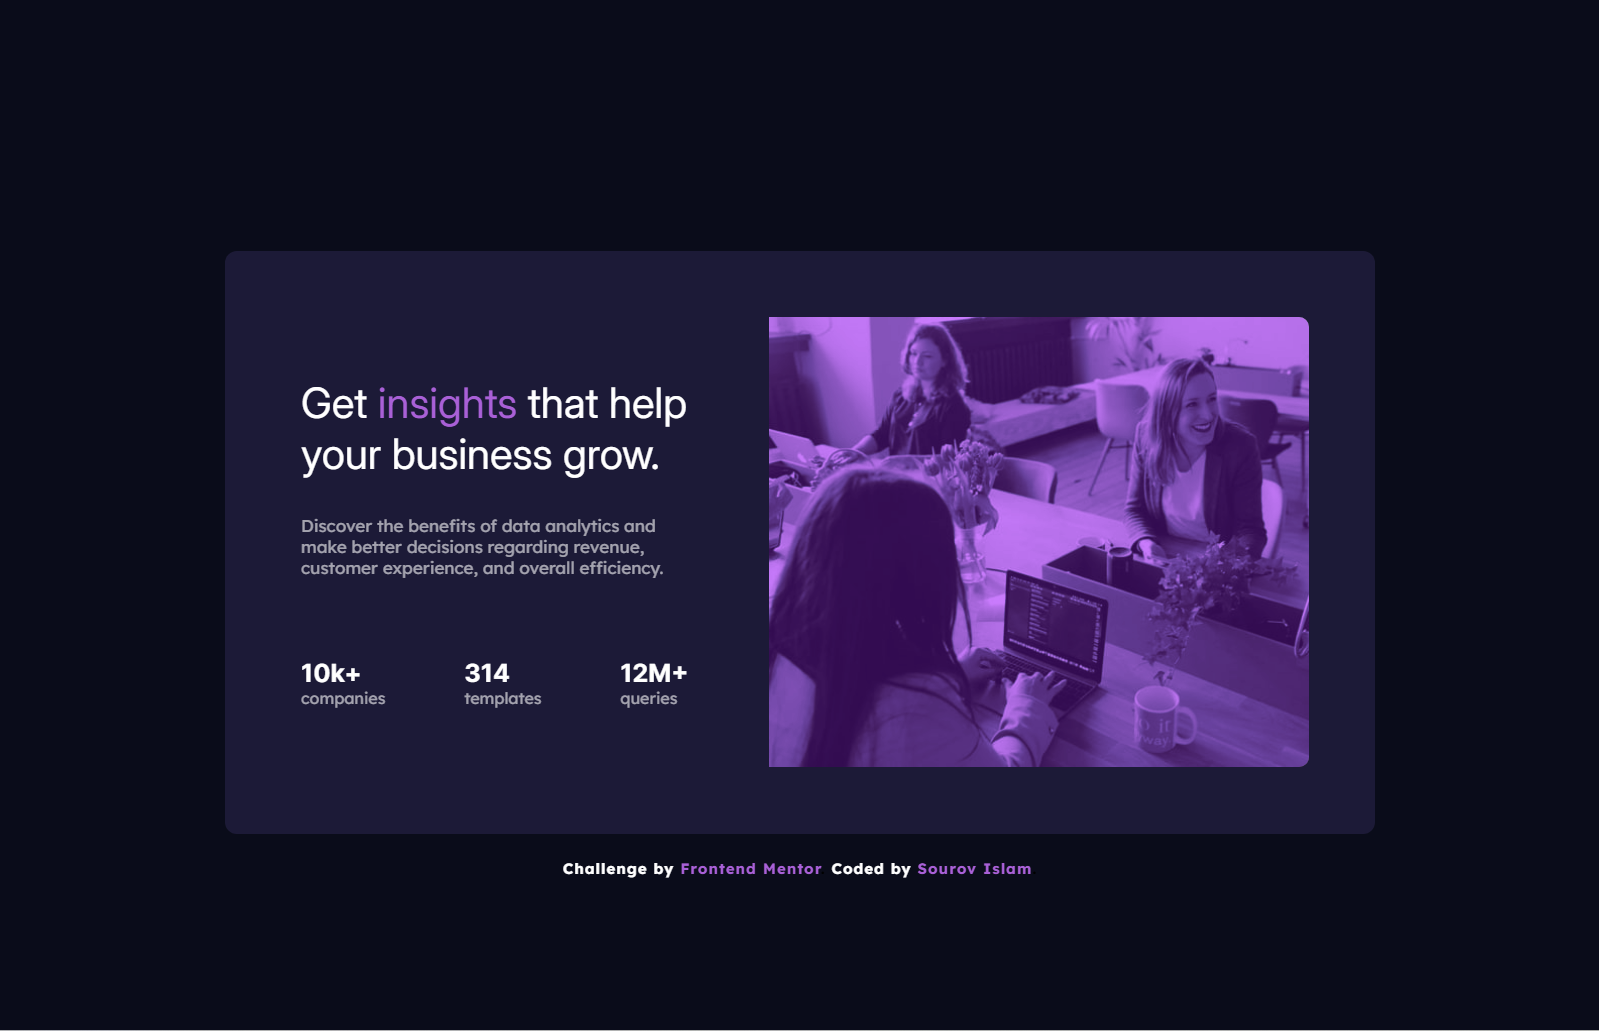 Get insights that help
your business grow.
Discover the benefits of data analytics and
make better decisions regarding revenue,
customer experience, and overall efficiency.
10k+ 314 12M+
companies templates queries
Challenge by Frontend Mentor Coded by Sourov Islam